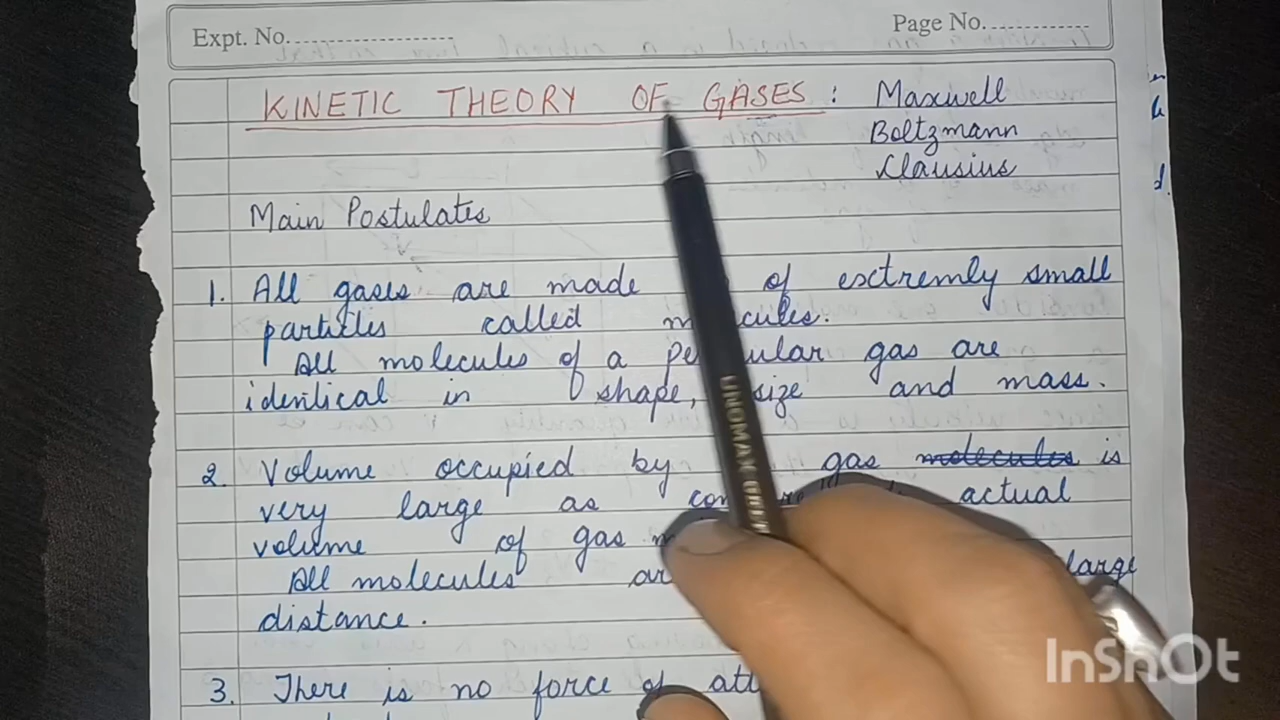 Expt. No.
Page No.
KINETIC THEORY OF GASES : Maxwell
Boltzmann
Clausius
Main Postulates
1. All gases are made of esctremly small
particles called
All molecules of a gas are
identical in shape, size and mass.
2. Volume occupied by gas molecules is
very large as actual
volume of gas
All molecules large
distance.
3. There is no force of
UNOMAX
InShOt